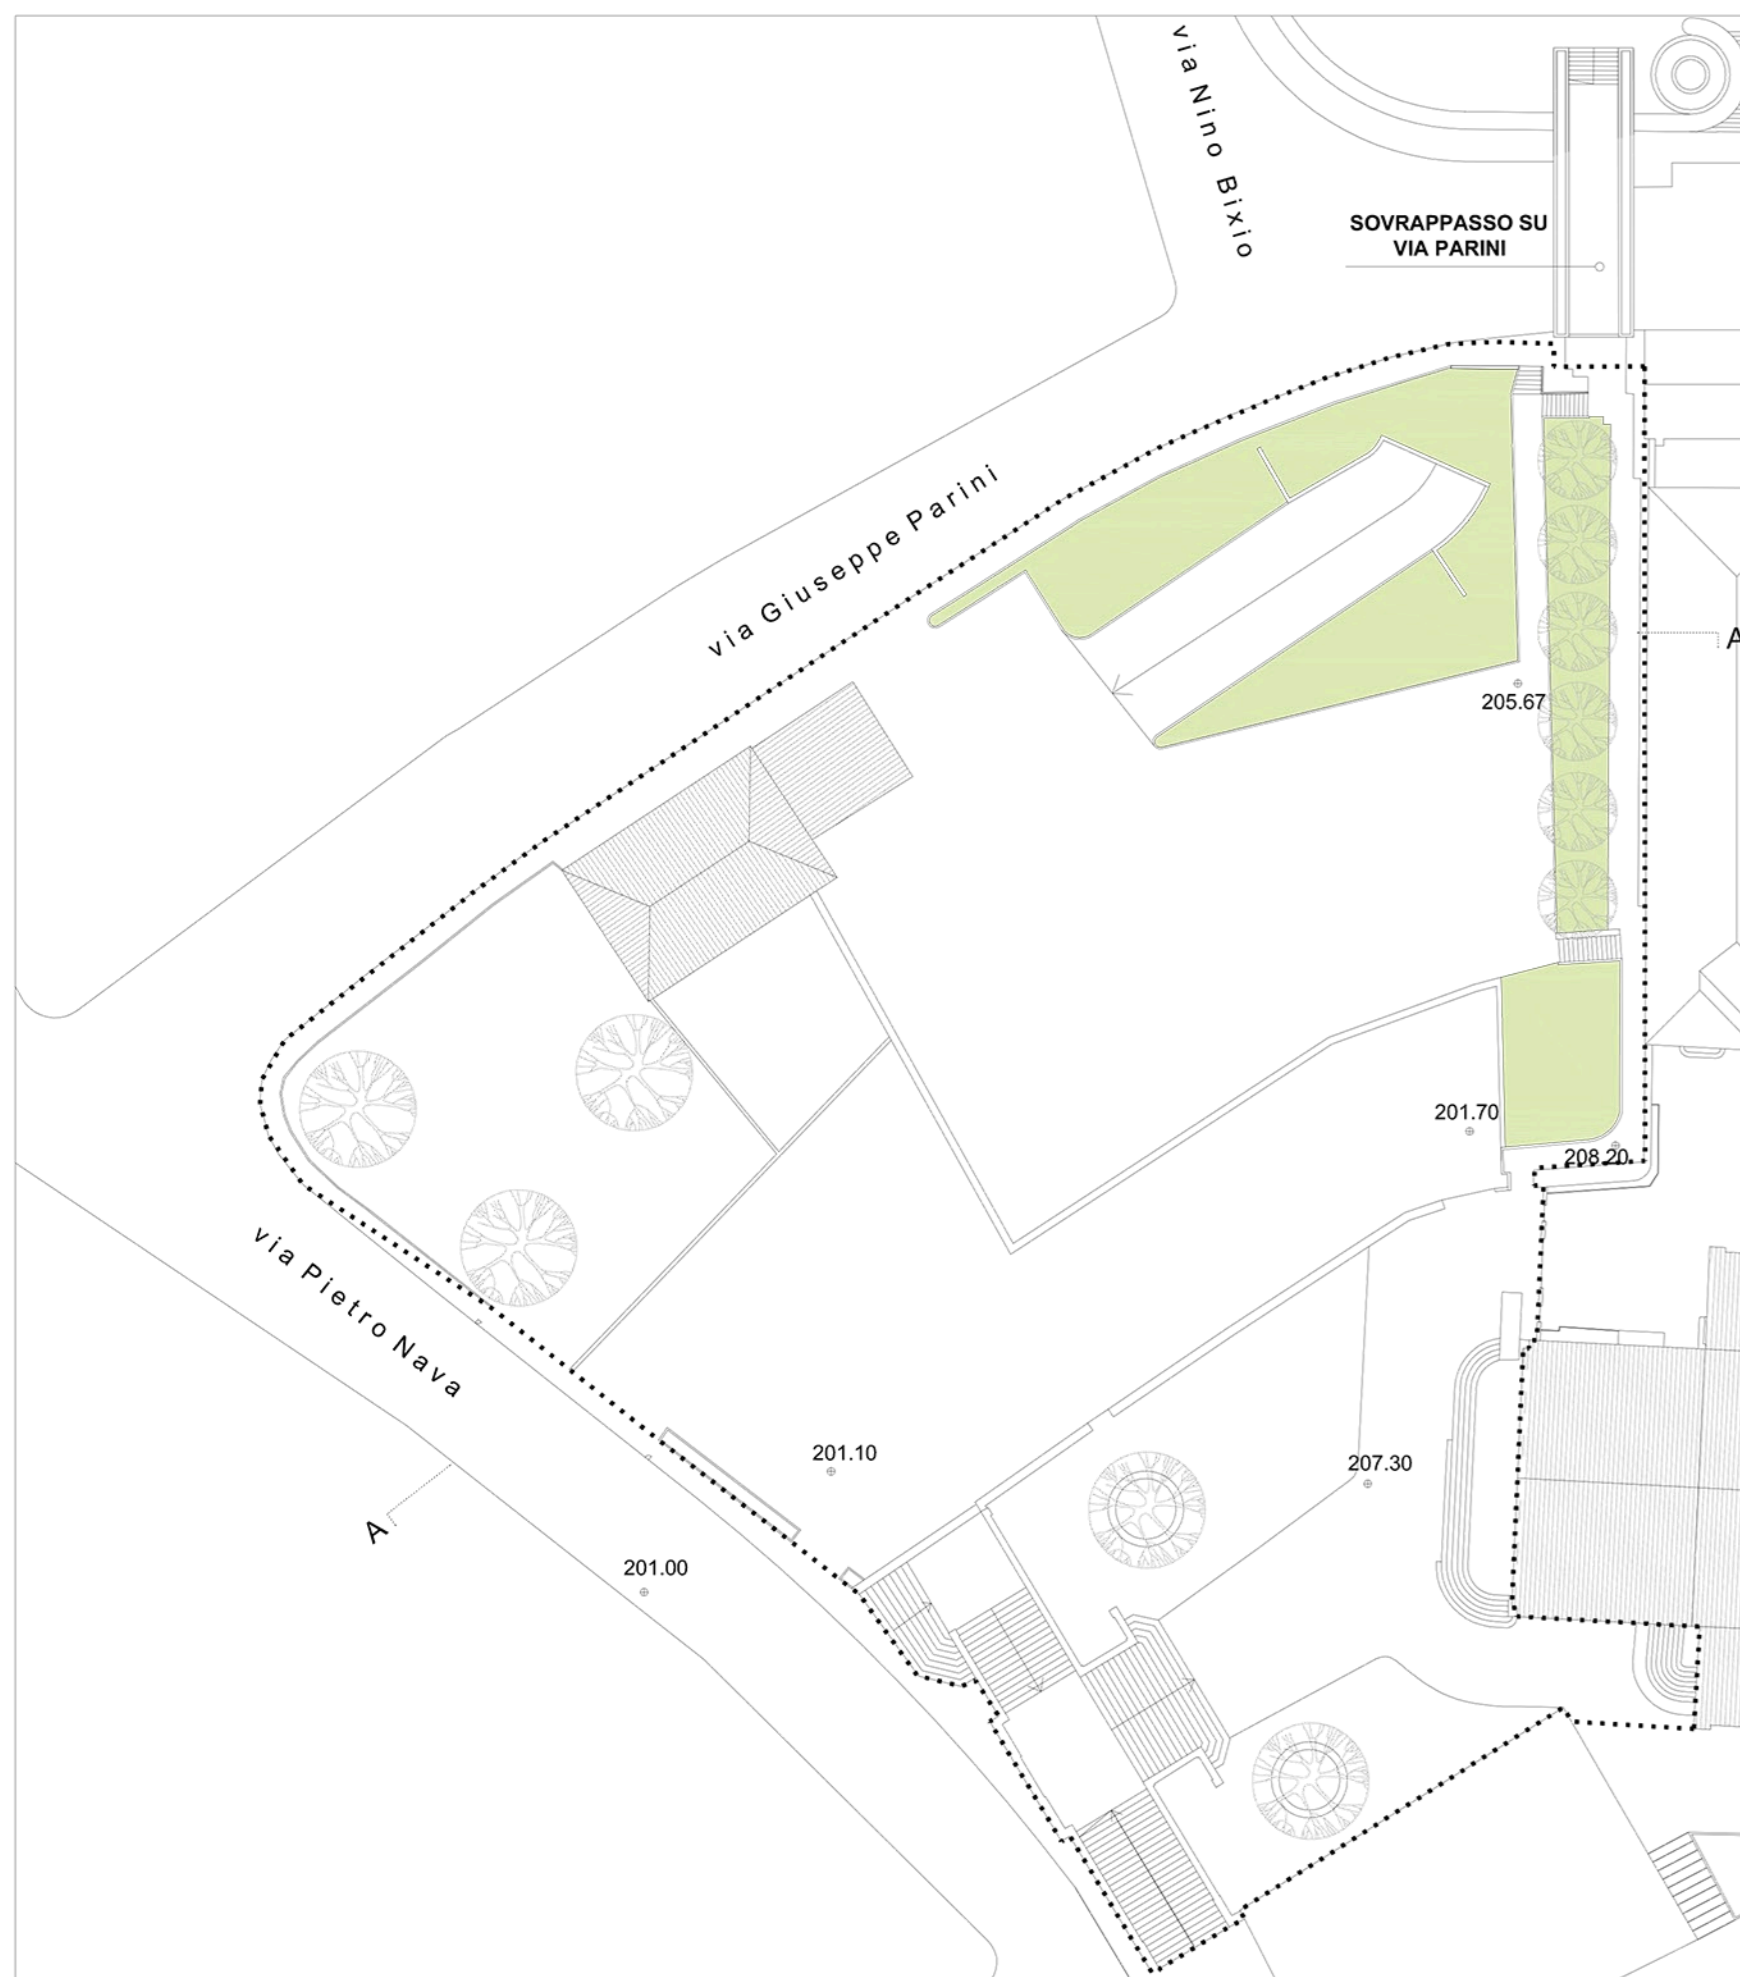 via Nino Bixio
SOVRAPPASSO SU
VIA PARINI
via Giuseppe Parini
A
205.67
201.70
208.20
via Pietro Nava
201.10
207.30
A
201.00